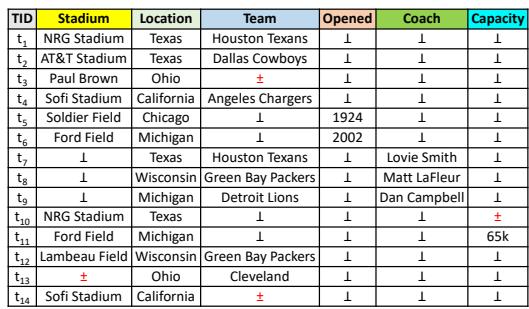 TID Stadium Location Team Opened Coach Capacity
t1 NRG Stadium Texas Houston Texans ⊥ ⊥ ⊥
t2 AT&T Stadium Texas Dallas Cowboys ⊥ ⊥ ⊥
t3 Paul Brown Ohio ± ⊥ ⊥ ⊥
t4 Sofi Stadium California Angeles Chargers ⊥ ⊥ ⊥
t5 Soldier Field Chicago ⊥ 1924 ⊥ ⊥
t6 Ford Field Michigan ⊥ 2002 ⊥ ⊥
t7 ⊥ Texas Houston Texans ⊥ Lovie Smith ⊥
t8 ⊥ Wisconsin Green Bay Packers ⊥ Matt LaFleur ⊥
t9 ⊥ Michigan Detroit Lions ⊥ Dan Campbell ⊥
t10 NRG Stadium Texas ⊥ ⊥ ⊥ ±
t11 Ford Field Michigan ⊥ ⊥ ⊥ 65k
t12 Lambeau Field Wisconsin Green Bay Packers ⊥ ⊥ ⊥
t13 ± Ohio Cleveland ⊥ ⊥ ⊥
t14 Sofi Stadium California ± ⊥ ⊥ ⊥